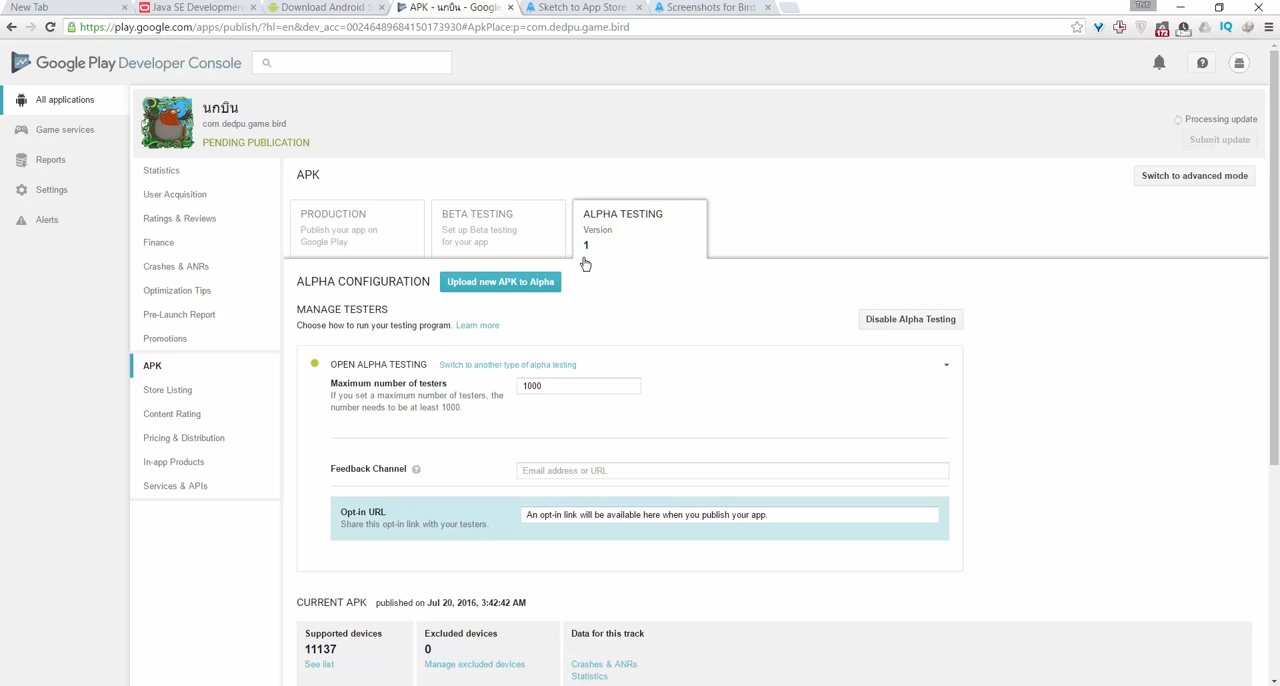 New Tab
Java SE Developmen
Download Android S
APK - นกบิน - Google
Sketch to App Store
Screenshots for Bird
Thiti
https://play.google.com/apps/publish/?hl=en&dev_acc=00246489684150173930#ApkPlace:p=com.dedpu.game.bird
172
IQ
Google Play Developer Console
All applications
Game services
Reports
Settings
Alerts
นกบิน
com.dedpu.game.bird
PENDING PUBLICATION
Processing update
Submit update
Statistics
User Acquisition
Ratings & Reviews
Finance
Crashes & ANRs
Optimization Tips
Pre-Launch Report
Promotions
APK
Store Listing
Content Rating
Pricing & Distribution
In-app Products
Services & APIs
APK
Switch to advanced mode
PRODUCTION
Publish your app on
Google Play
BETA TESTING
Set up Beta testing
for your app
ALPHA TESTING
Version
1
ALPHA CONFIGURATION
Upload new APK to Alpha
MANAGE TESTERS
Choose how to run your testing program. Learn more
Disable Alpha Testing
OPEN ALPHA TESTING
Switch to another type of alpha testing
Maximum number of testers
If you set a maximum number of testers, the
number needs to be at least 1000.
1000
Feedback Channel ?
Email address or URL
Opt-in URL
Share this opt-in link with your testers.
An opt-in link will be available here when you publish your app.
CURRENT APK published on Jul 20, 2016, 3:42:42 AM
Supported devices
11137
See list
Excluded devices
0
Manage excluded devices
Data for this track
Crashes & ANRs
Statistics